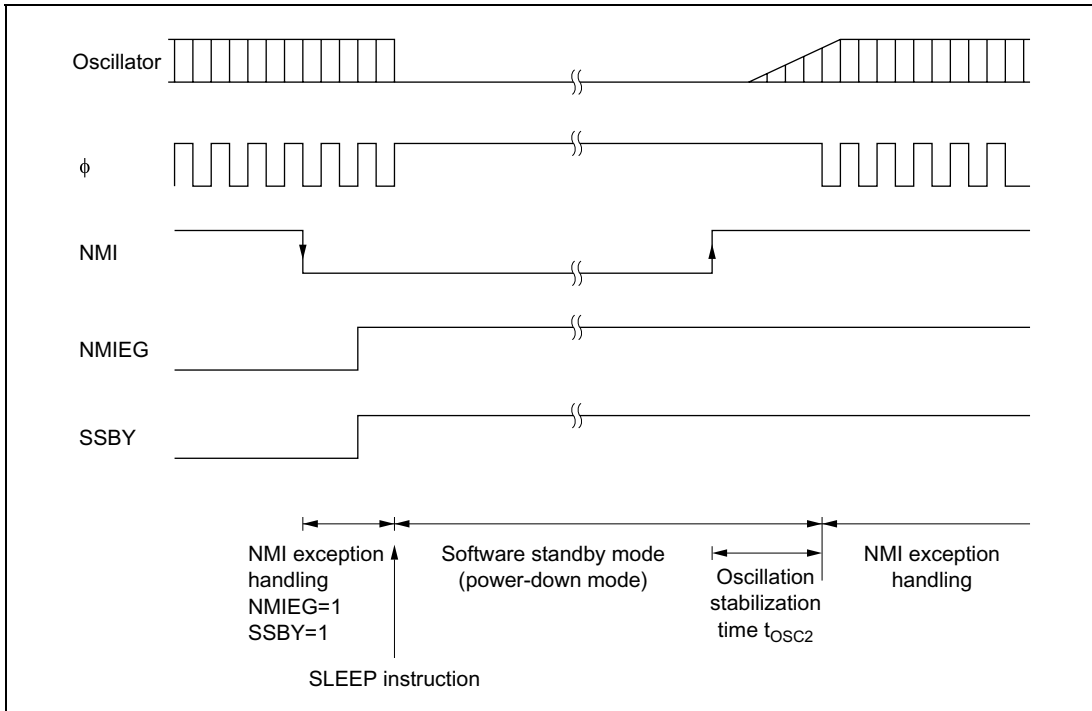 Oscillator
ϕ
NMI
NMIEG
SSBY
NMI exception
handling
NMIEG=1
SSBY=1
Software standby mode
(power-down mode)
Oscillation
stabilization
time tOSC2
NMI exception
handling
SLEEP instruction